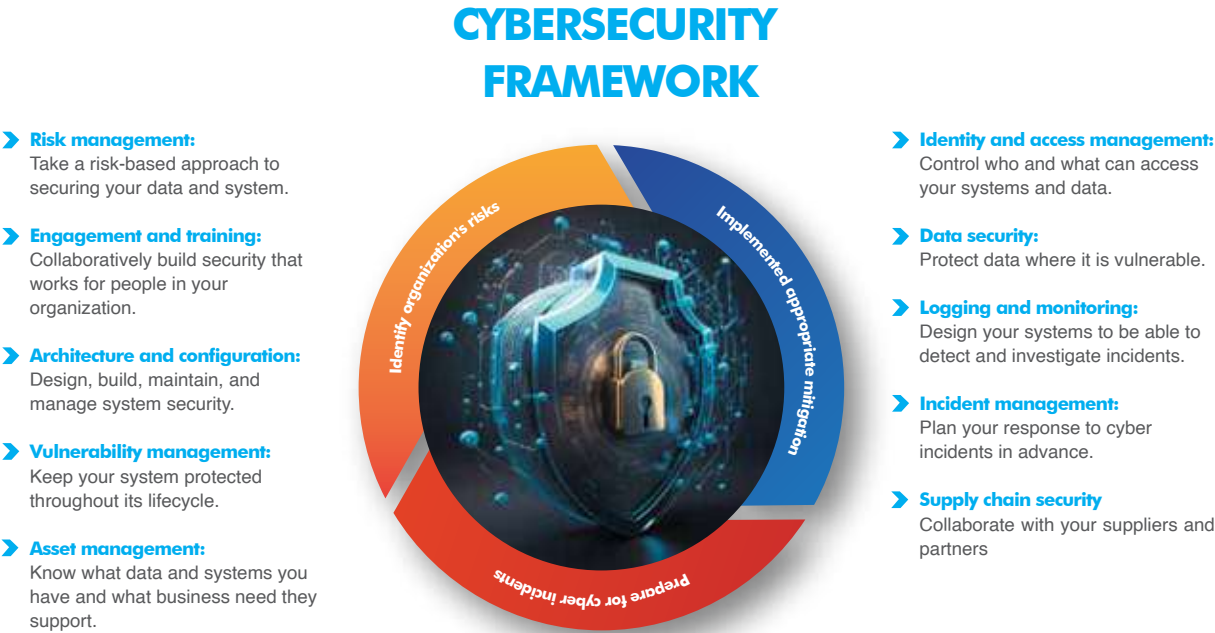 CYBERSECURITY
FRAMEWORK
Risk management:
Take a risk-based approach to
securing your data and system.
Engagement and training:
Collaboratively build security that
works for people in your
organization.
Architecture and configuration:
Design, build, maintain, and
manage system security.
Vulnerability management:
Keep your system protected
throughout its lifecycle.
Asset management:
Know what data and systems you
have and what business need they
support.
Identify organization's risks
Implemented appropriate mitigation
Prepare for cyber incidents
Identity and access management:
Control who and what can access
your systems and data.
Data security:
Protect data where it is vulnerable.
Logging and monitoring:
Design your systems to be able to
detect and investigate incidents.
Incident management:
Plan your response to cyber
incidents in advance.
Supply chain security
Collaborate with your suppliers and
partners